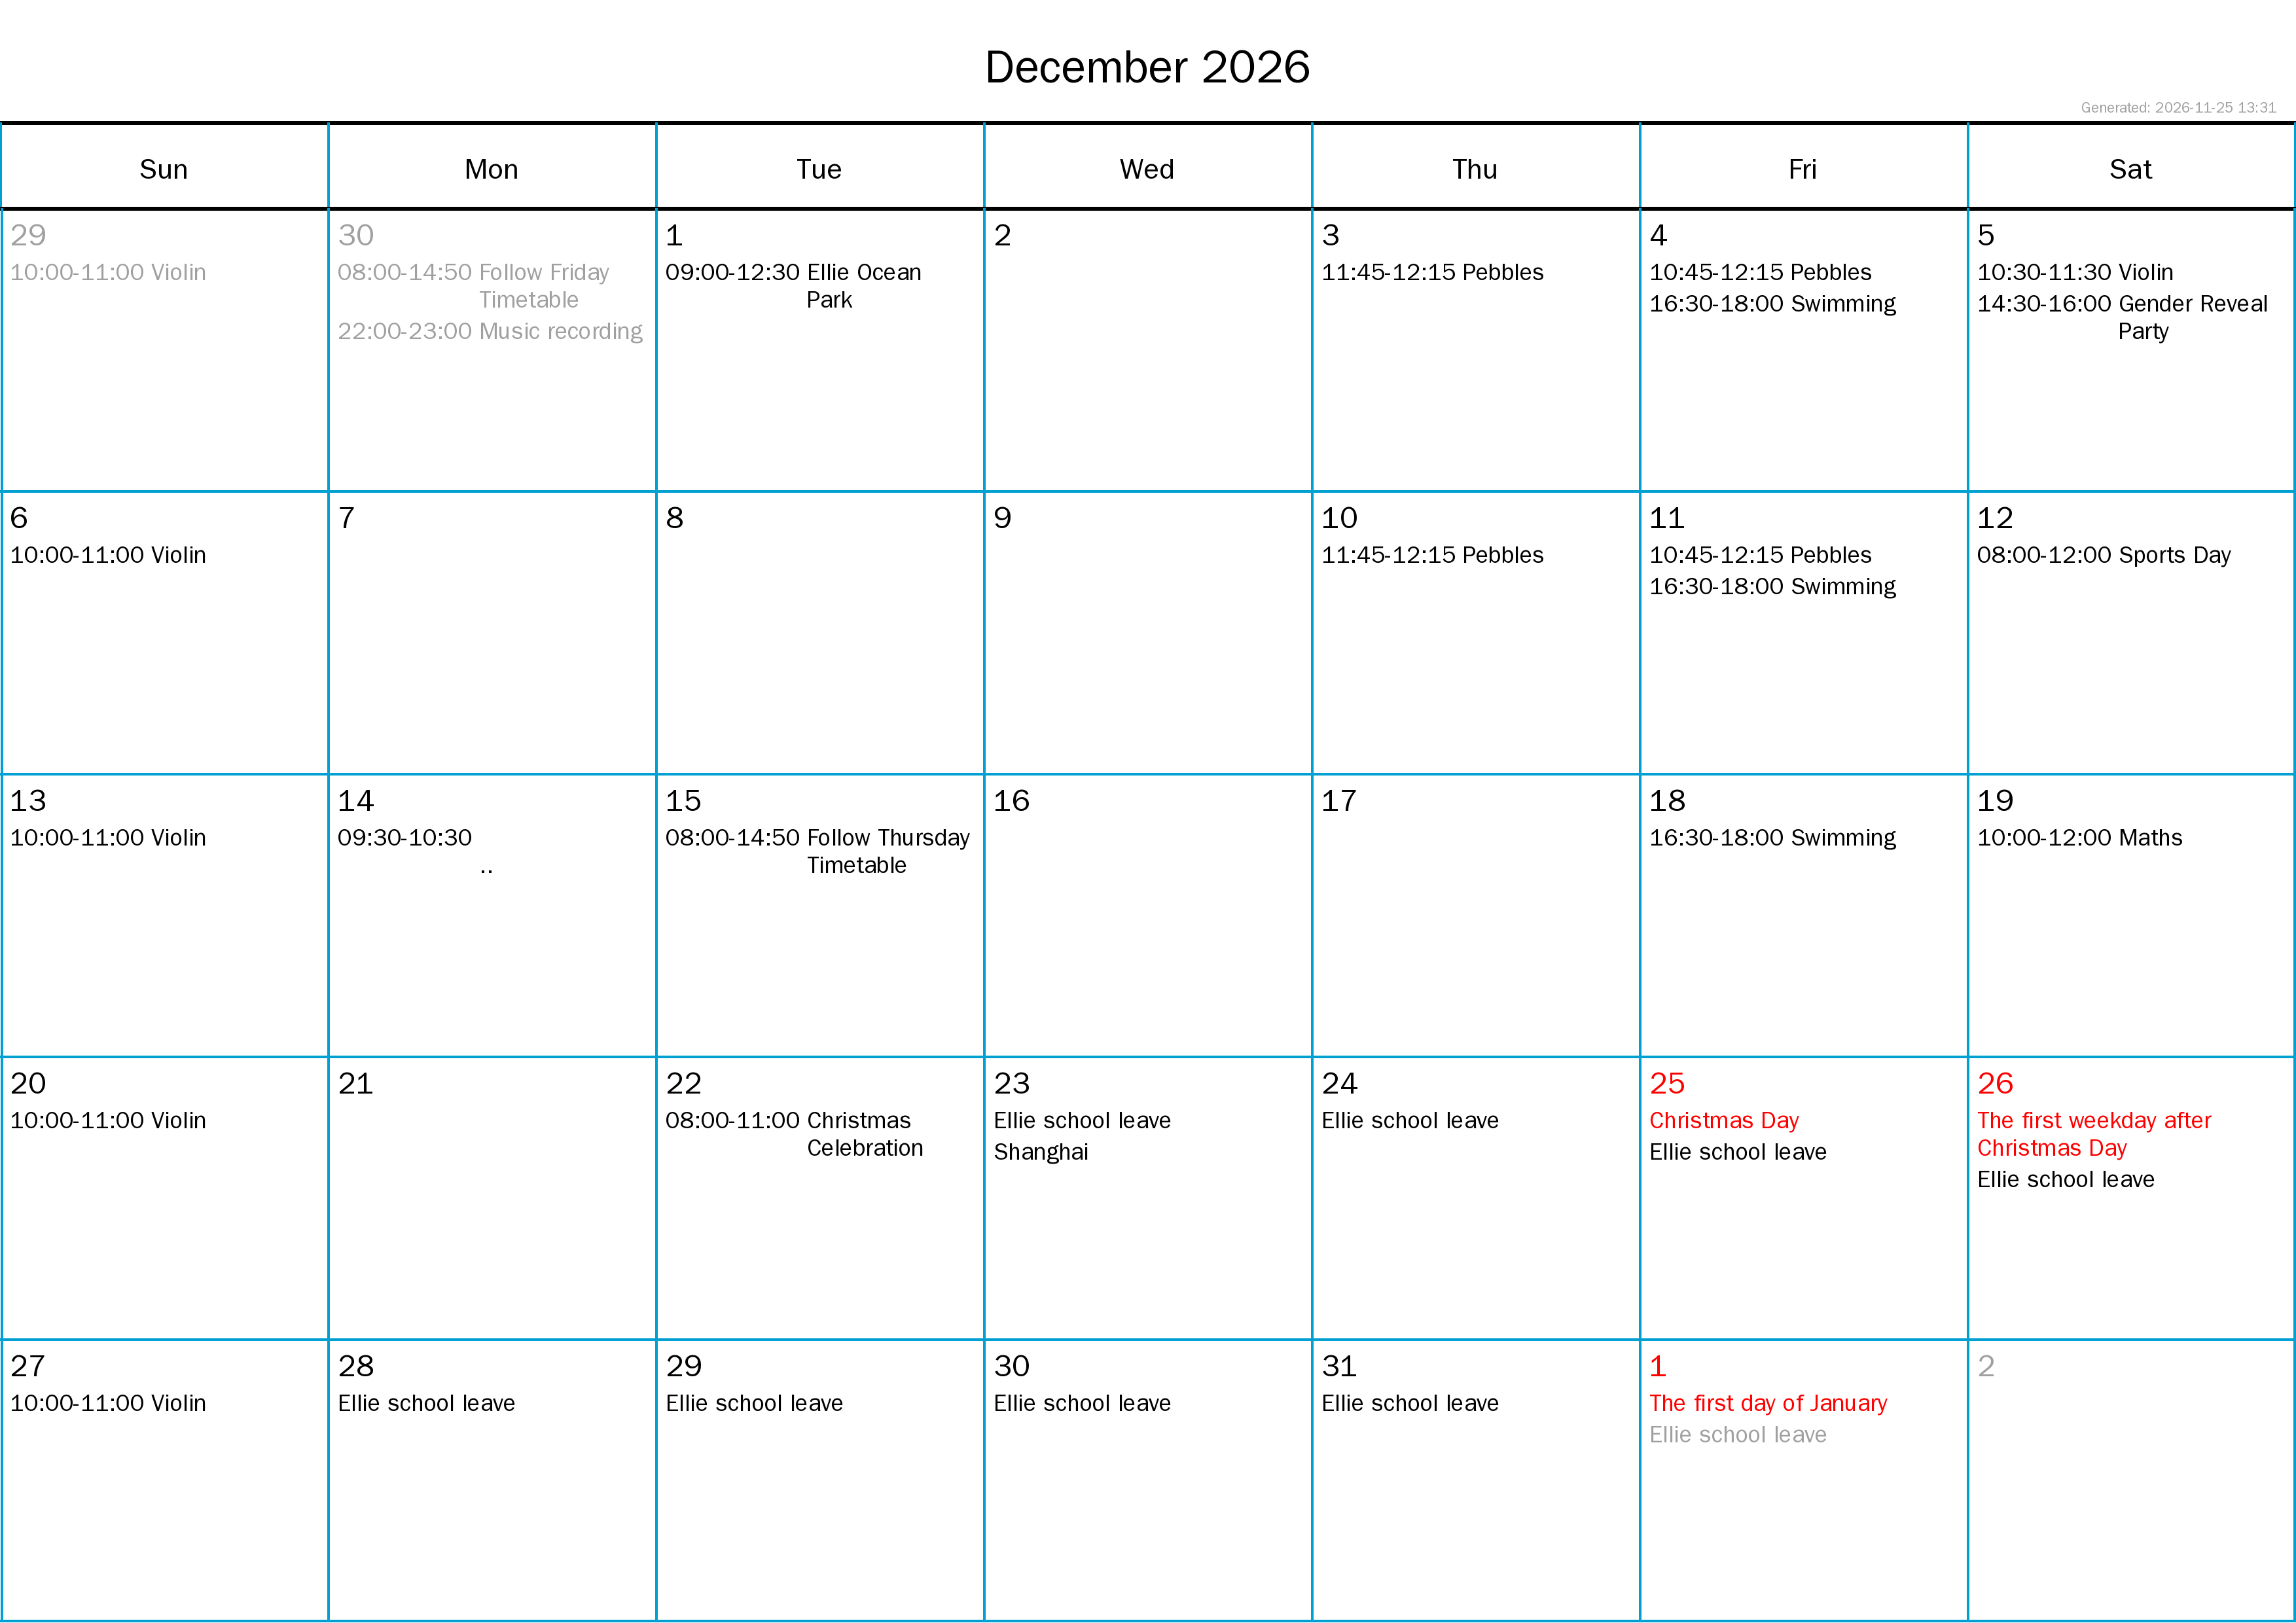 December 2026
Generated: 2026-11-25 13:31
Sun
Mon
Tue
Wed
Thu
Fri
Sat
29
10:00-11:00 Violin
30
08:00-14:50 Follow Friday
Timetable
22:00-23:00 Music recording
1
09:00-12:30 Ellie Ocean
Park
2
3
11:45-12:15 Pebbles
4
10:45-12:15 Pebbles
16:30-18:00 Swimming
5
10:30-11:30 Violin
14:30-16:00 Gender Reveal
Party
6
10:00-11:00 Violin
7
8
9
10
11:45-12:15 Pebbles
11
10:45-12:15 Pebbles
16:30-18:00 Swimming
12
08:00-12:00 Sports Day
13
10:00-11:00 Violin
14
09:30-10:30
..
15
08:00-14:50 Follow Thursday
Timetable
16
17
18
16:30-18:00 Swimming
19
10:00-12:00 Maths
20
10:00-11:00 Violin
21
22
08:00-11:00 Christmas
Celebration
23
Ellie school leave
Shanghai
24
Ellie school leave
25
Christmas Day
Ellie school leave
26
The first weekday after
Christmas Day
Ellie school leave
27
10:00-11:00 Violin
28
Ellie school leave
29
Ellie school leave
30
Ellie school leave
31
Ellie school leave
1
The first day of January
Ellie school leave
2